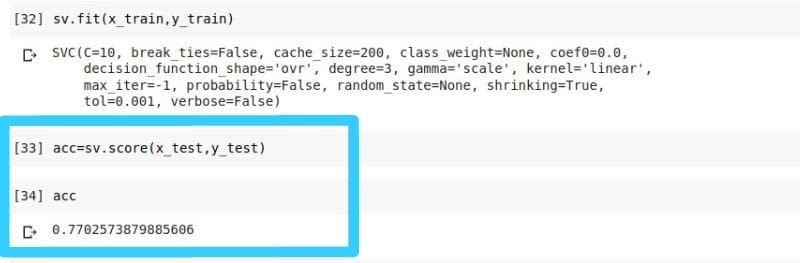 [32] sv.fit(x_train,y_train)
SVC(C=10, break_ties=False, cache_size=200, class_weight=None, coef0=0.0,
decision_function_shape='ovr', degree=3, gamma='scale', kernel='linear',
max_iter=-1, probability=False, random_state=None, shrinking=True,
tol=0.001, verbose=False)
[33] acc=sv.score(x_test,y_test)
[34] acc
0.7702573879885606